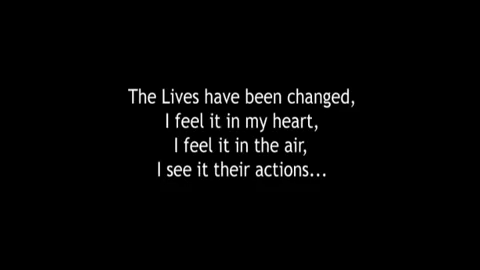 The Lives have been changed,
I feel it in my heart,
I feel it in the air,
I see it their actions...